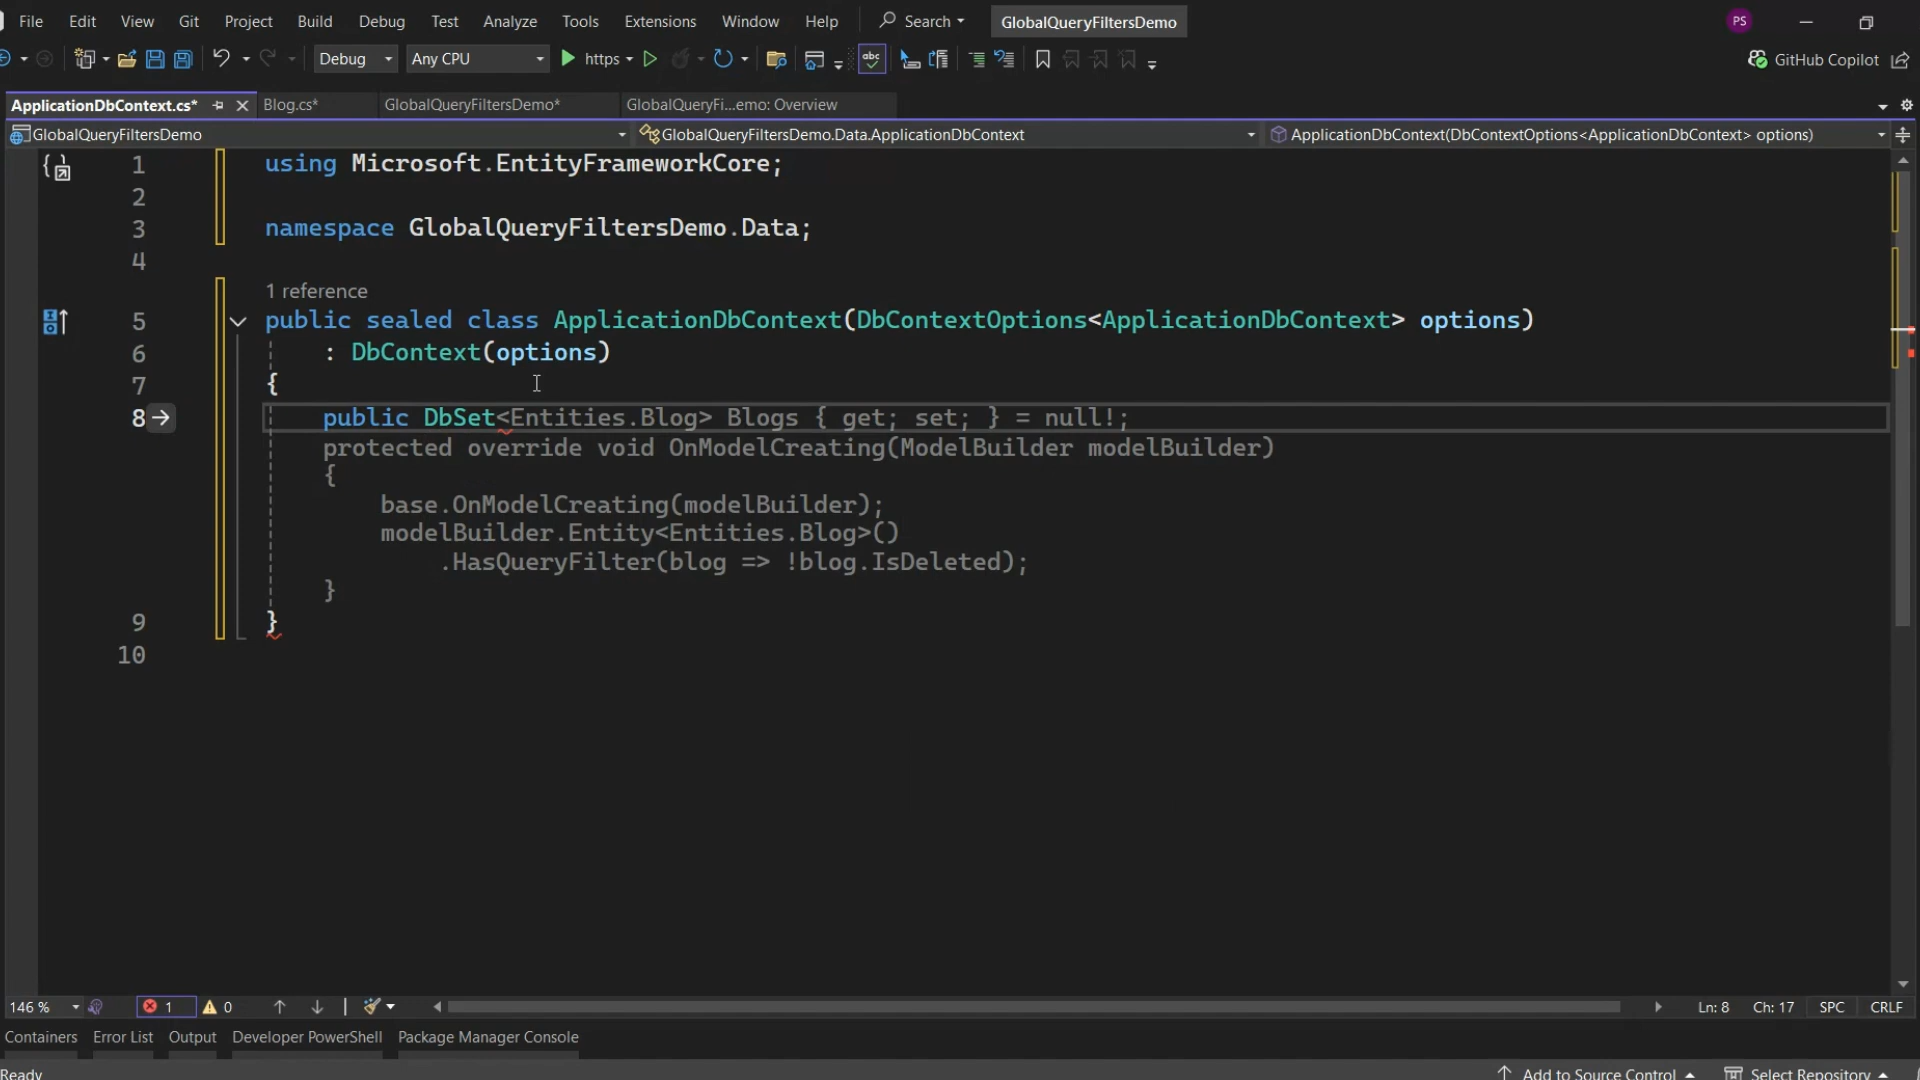 File Edit View Git Project Build Debug Test Analyze Tools Extensions Window Help Search GlobalQueryFiltersDemo PS
Debug Any CPU https abc GitHub Copilot
ApplicationDbContext.cs* Blog.cs* GlobalQueryFiltersDemo* GlobalQueryFi...emo: Overview
GlobalQueryFiltersDemo GlobalQueryFiltersDemo.Data.ApplicationDbContext ApplicationDbContext(DbContextOptions<ApplicationDbContext> options)
1 using Microsoft.EntityFrameworkCore;
2
3 namespace GlobalQueryFiltersDemo.Data;
4
1 reference
5 public sealed class ApplicationDbContext(DbContextOptions<ApplicationDbContext> options)
6 : DbContext(options)
7 {
8 public DbSet<Entities.Blog> Blogs { get; set; } = null!;
protected override void OnModelCreating(ModelBuilder modelBuilder)
{
base.OnModelCreating(modelBuilder);
modelBuilder.Entity<Entities.Blog>()
.HasQueryFilter(blog => !blog.IsDeleted);
}
9 }
10
146 % 1 0 Ln: 8 Ch: 17 SPC CRLF
Containers Error List Output Developer PowerShell Package Manager Console
Ready Add to Source Control Select Repository